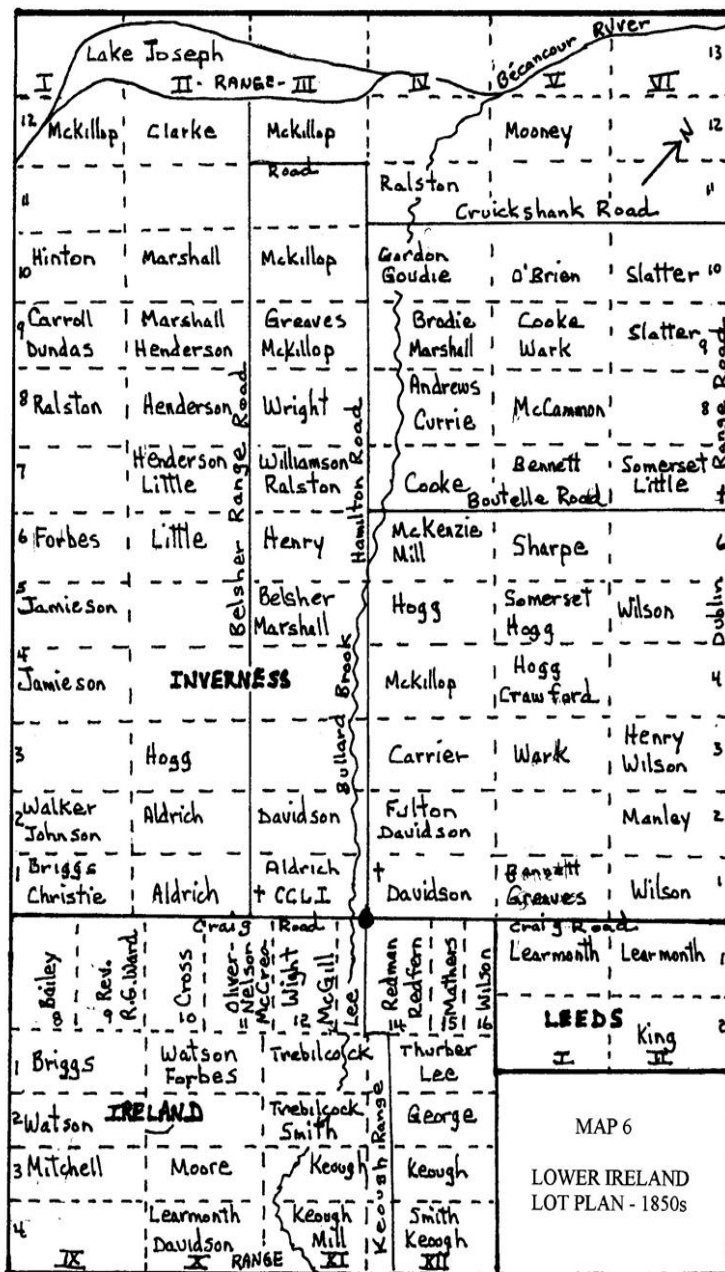 Lake Joseph
Bécancour River
13
I II - RANGE - III IV V VI
12 McKillop Clarke McKillop Mooney 12
N
Road
Ralston
11 11
Cruickshank Road
10 Hinton Marshall McKillop Gordon Goudie O'Brien Slatter 10
9 Carroll Dundas
Marshall Henderson
Greaves McKillop
Brodie Marshall
Cooke Wark
Slatter 9
8 Ralston Henderson Wright
Andrews Currie
McCammon 8
7
Henderson Little
Williamson Ralston
Cooke
Bennett
Somerset Little
7
Boutelle Road
Belsher Range Road
Hamilton Road
Dublin Range Road
6 Forbes Little Henry
McKenzie Mill
Sharpe 6
5 Jamieson
Belsher Marshall
Hogg
Somerset Hogg
Wilson
4 Jamieson
INVERNESS
Bullard Brook
McKillop
Hogg Crawford
4
3 Hogg Carrier Wark
Henry Wilson
3
2 Walker Johnson
Aldrich Davidson
Fulton Davidson
Manley 2
1 Briggs Christie
Aldrich
Aldrich
† CCLI
†
Davidson
Greaves
Wilson 1
Craig Road Craig Road
8 Bailey
9 Rev. R.G. Ward
10 Cross
11 Oliver-Nelson
McCrea
12 Wight
McGill
Lee
14 Redman Redfern
15 Mathers
16 Wilson
Learmonth Learmonth 1
LEEDS
King 2
I II
1 Briggs
Watson Forbes
Trebilcock
Thurber Lee
2 Watson
IRELAND
Trebilcock Smith
George
Keough Range
3 Mitchell Moore Keough Keough
4
Learmonth Davidson
Keough Mill
Smith Keough
IX X RANGE XI XII
MAP 6
LOWER IRELAND
LOT PLAN - 1850s